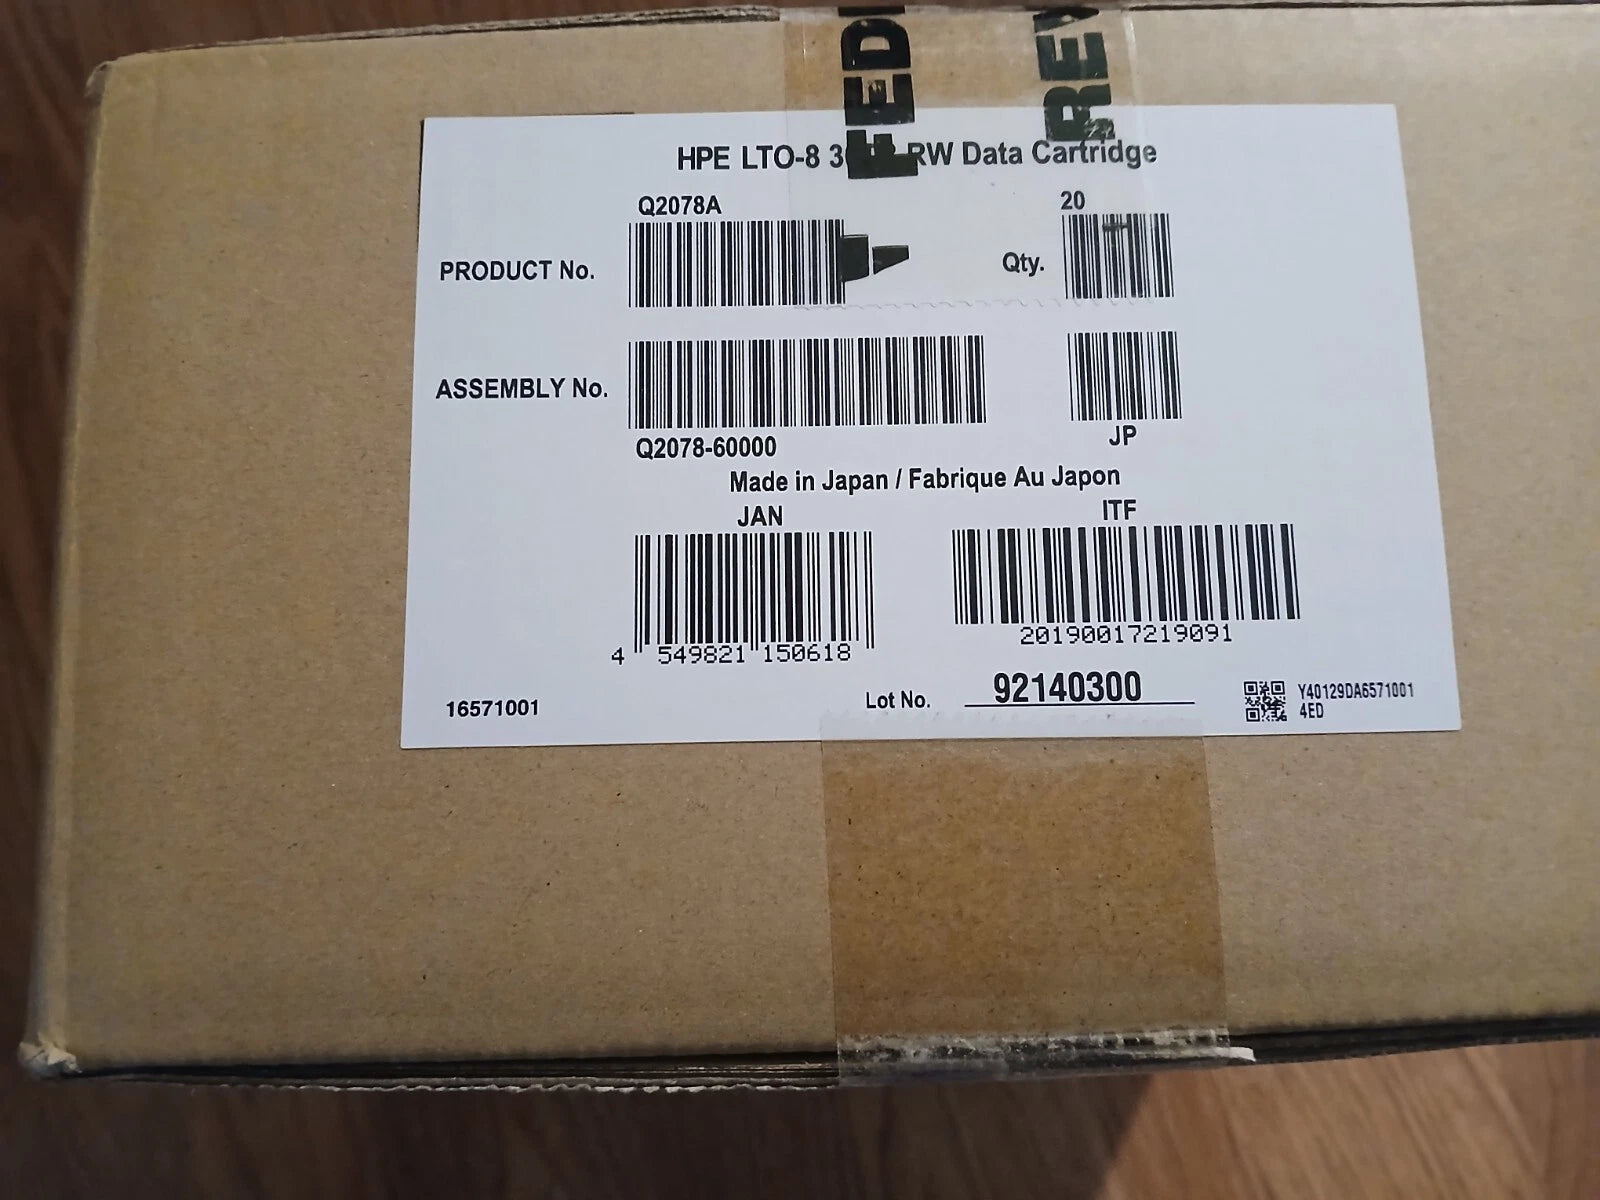 FED
REV
HPE LTO-8 3 RW Data Cartridge
Q2078A
20
PRODUCT No.
Qty.
ASSEMBLY No.
Q2078-60000
JP
Made in Japan / Fabrique Au Japon
JAN
ITF
4 549821 150618
20190017219091
16571001
Lot No. 92140300
Y40129DA6571001
4ED